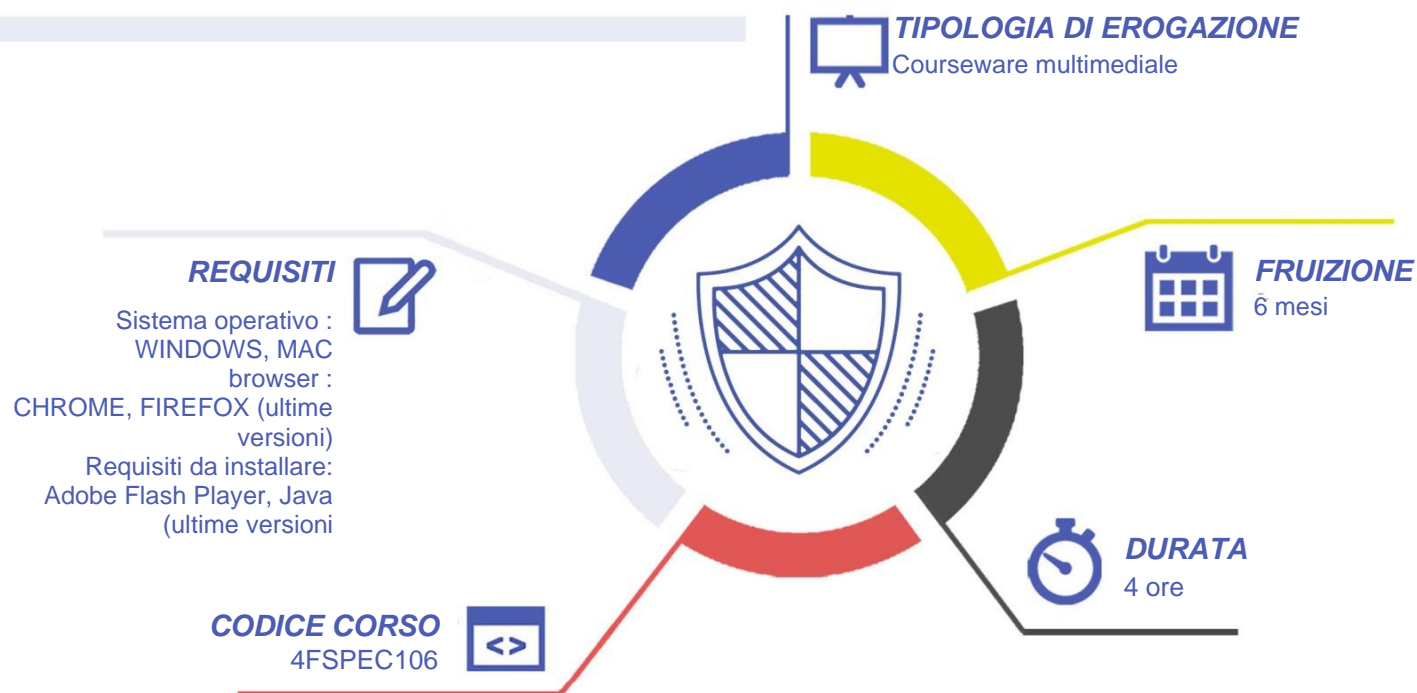 TIPOLOGIA DI EROGAZIONE
Courseware multimediale
REQUISITI
Sistema operativo :
WINDOWS, MAC
browser :
CHROME, FIREFOX (ultime
versioni)
Requisiti da installare:
Adobe Flash Player, Java
(ultime versioni
FRUIZIONE
6 mesi
DURATA
4 ore
CODICE CORSO
4FSPEC106
<>